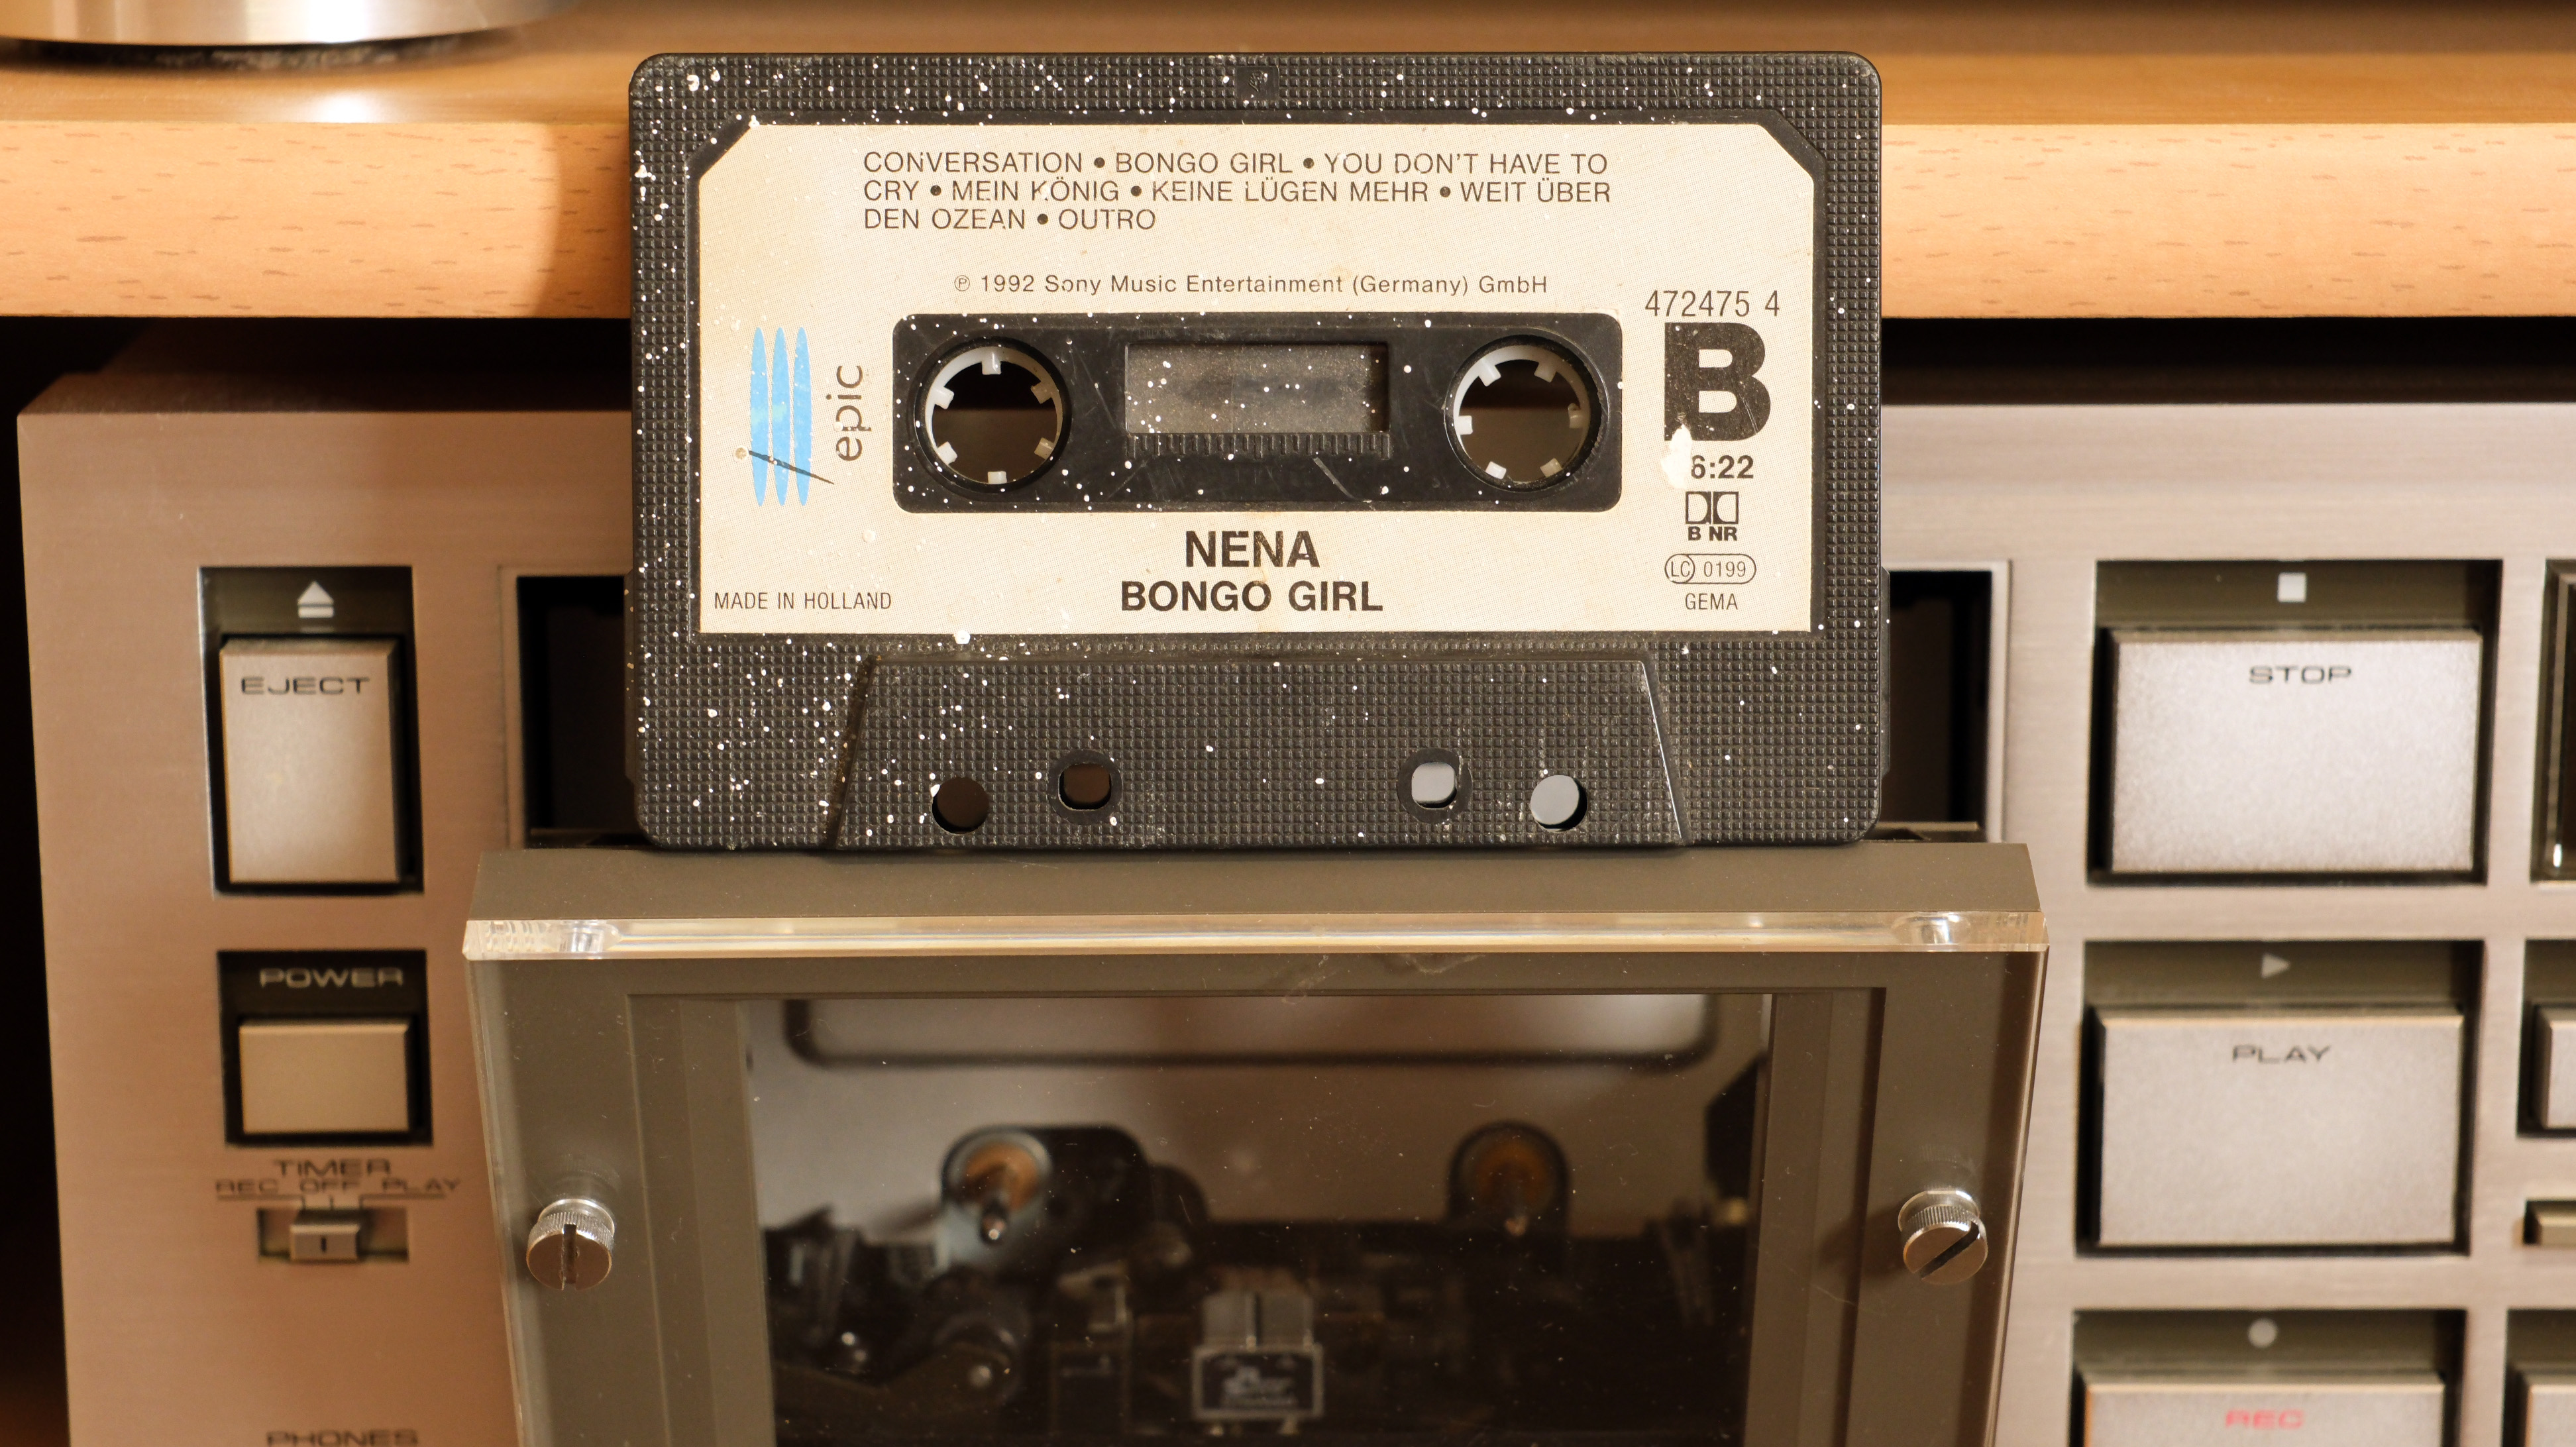 CONVERSATION • BONGO GIRL • YOU DON'T HAVE TO
CRY • MEIN KÖNIG • KEINE LÜGEN MEHR • WEIT ÜBER
DEN OZEAN • OUTRO
℗ 1992 Sony Music Entertainment (Germany) GmbH
472475 4
B
6:22
epic
B NR
LC 0199
GEMA
NENA
BONGO GIRL
MADE IN HOLLAND
EJECT
STOP
POWER
PLAY
TIMER
REC OFF PLAY
REC
PHONES